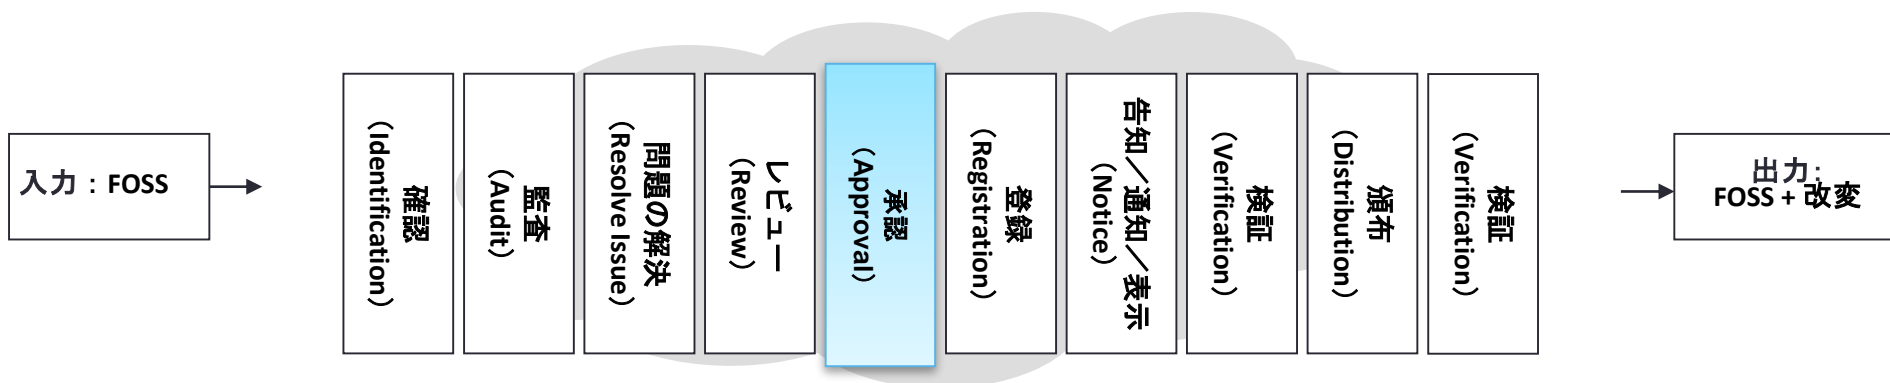 入力 : FOSS
確認
(Identification)
監査
(Audit)
問題の解決
(Resolve Issue)
レビュー
(Review)
承認
(Approval)
登録
(Registration)
告知／通知／表示
(Notice)
検証
(Verification)
頒布
(Distribution)
検証
(Verification)
出力:
FOSS + 改変